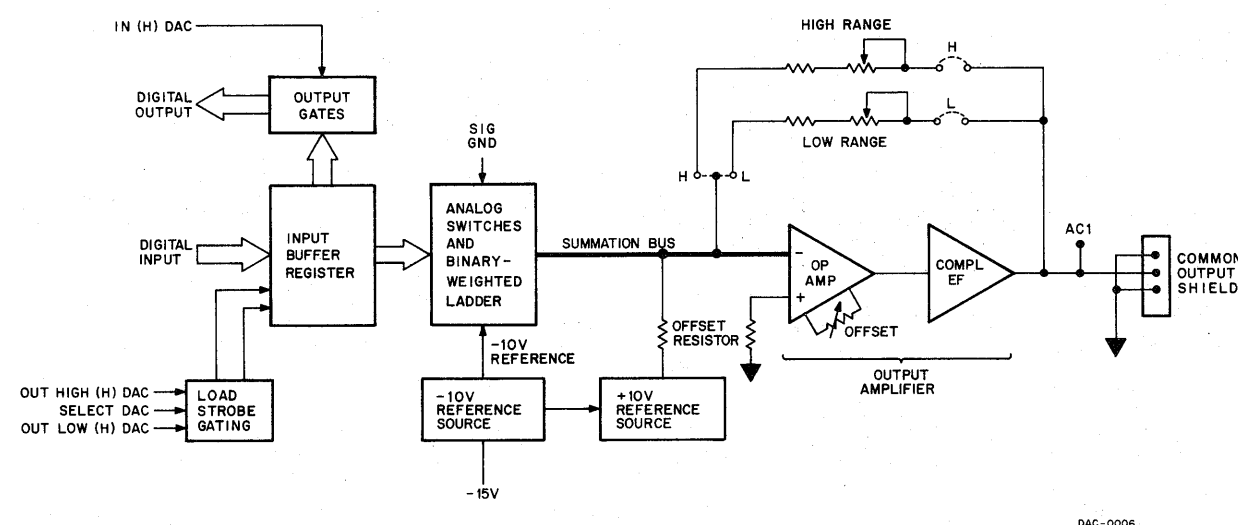 IN (H) DAC
HIGH RANGE
H
DIGITAL
OUTPUT
OUTPUT
GATES
L
LOW RANGE
SIG
GND
H
L
DIGITAL
INPUT
INPUT
BUFFER
REGISTER
ANALOG
SWITCHES
AND
BINARY-
WEIGHTED
LADDER
SUMMATION BUS
-
OP
AMP
+
OFFSET
COMPL
EF
AC1
COMMON
OUTPUT
SHIELD
OFFSET
RESISTOR
-10V
REFERENCE
OUTPUT
AMPLIFIER
OUT HIGH (H) DAC
SELECT DAC
OUT LOW (H) DAC
LOAD
STROBE
GATING
-10V
REFERENCE
SOURCE
+10V
REFERENCE
SOURCE
-15V
DAC-0006